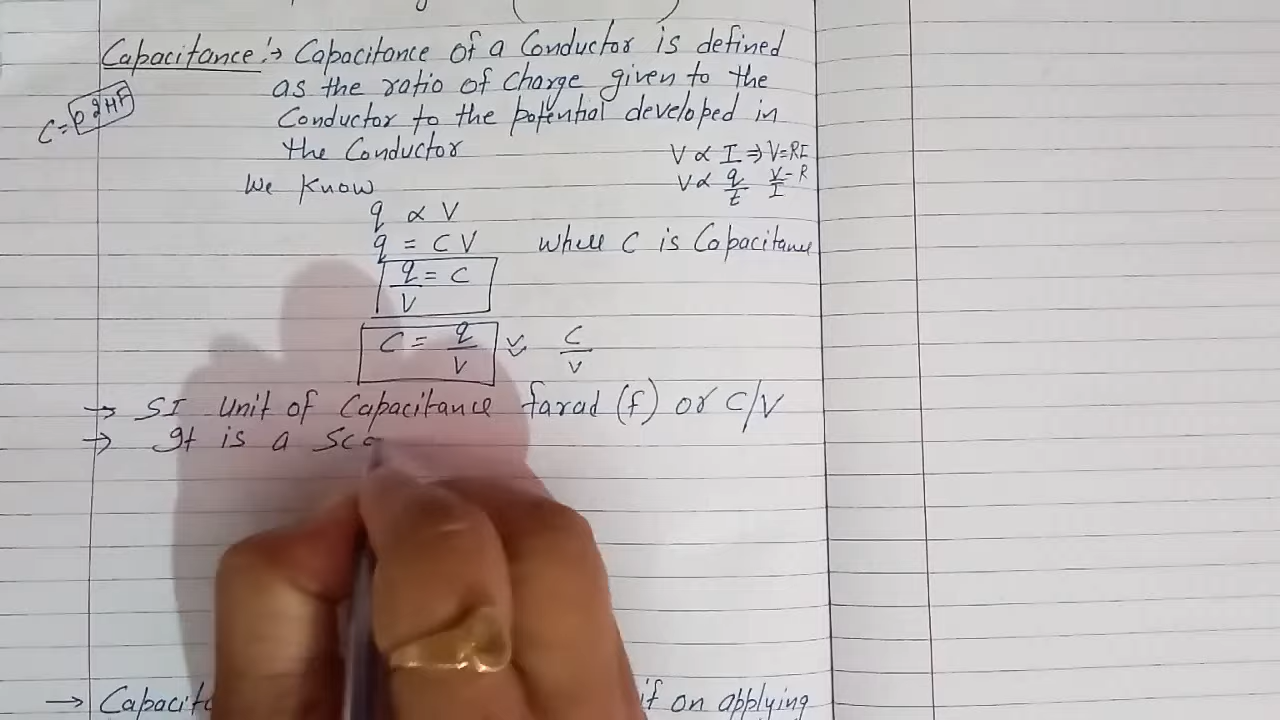 Capacitance :→ Capacitance of a Conductor is defined
as the ratio of charge given to the
Conductor to the potential developed in
the Conductor
C=
V ∝ I ⇒ V=RI
We Know
V ∝ q/t V/I = R
q ∝ V
q = CV where C is Capacitance
q/V = C
C = q/V C/V
→ SI Unit of Capacitance farad (f) or C/V
→ It is a Sca
→ Capacit if on applying